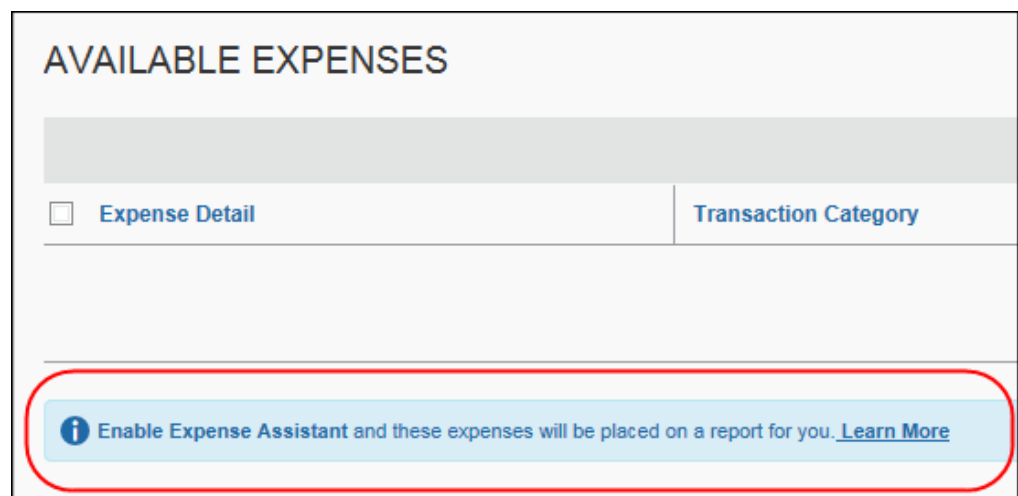 AVAILABLE EXPENSES
Expense Detail Transaction Category
Enable Expense Assistant and these expenses will be placed on a report for you. Learn More